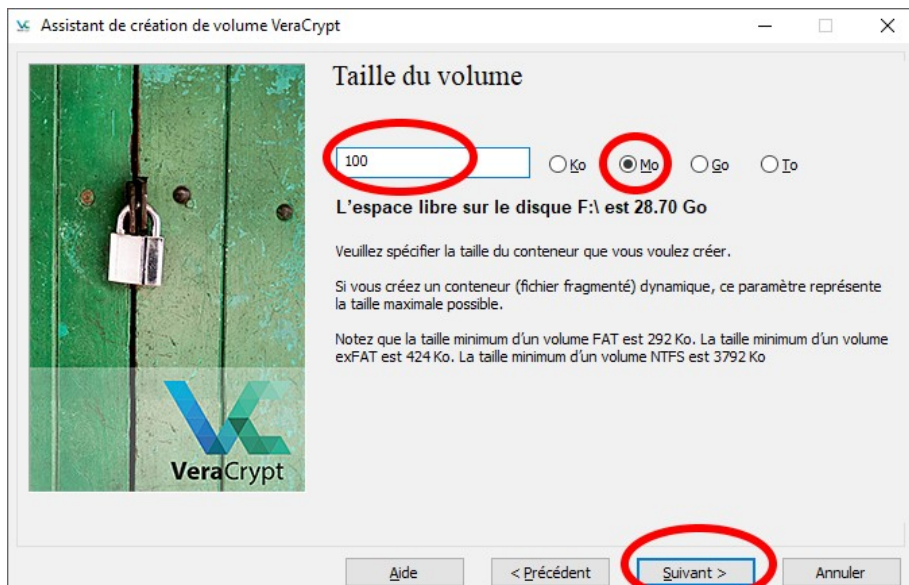 Assistant de création de volume VeraCrypt
Taille du volume
100
Ko
Mo
Go
To
L'espace libre sur le disque F:\ est 28.70 Go
Veuillez spécifier la taille du conteneur que vous voulez créer.
Si vous créez un conteneur (fichier fragmenté) dynamique, ce paramètre représente
la taille maximale possible.
Notez que la taille minimum d'un volume FAT est 292 Ko. La taille minimum d'un volume
exFAT est 424 Ko. La taille minimum d'un volume NTFS est 3792 Ko
VeraCrypt
Aide
< Précédent
Suivant >
Annuler